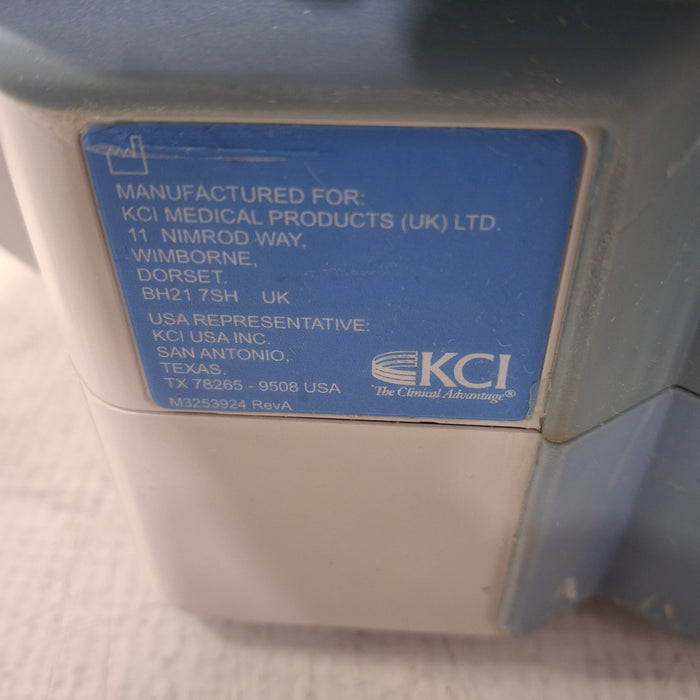 MANUFACTURED FOR:
KCI MEDICAL PRODUCTS (UK) LTD.
11 NIMROD WAY,
WIMBORNE,
DORSET.
BH21 7SH UK
USA REPRESENTATIVE:
KCI USA INC.
SAN ANTONIO,
TEXAS.
TX 78265 - 9508 USA
M3253924 RevA
KCI
The Clinical Advantage®